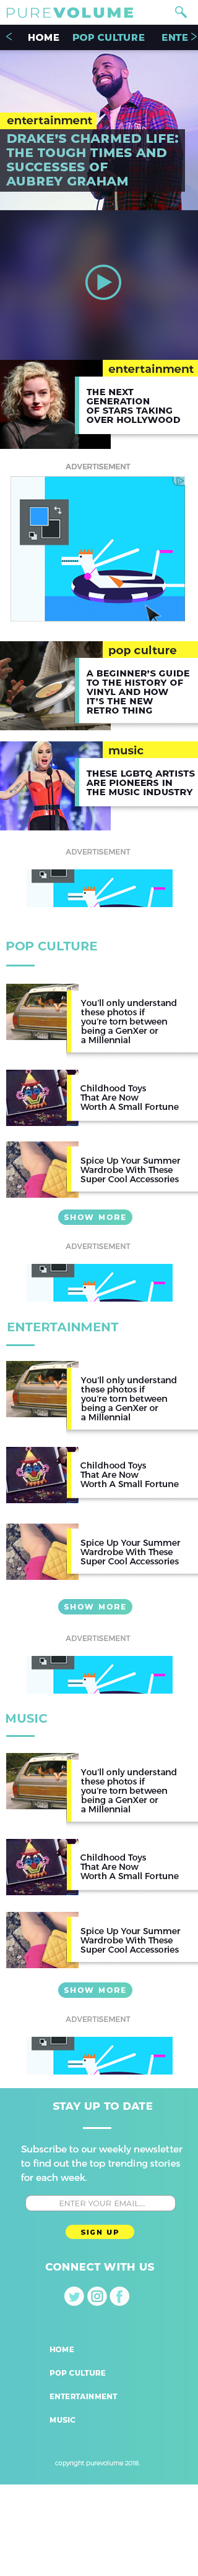 PUREVOLUME
< HOME POP CULTURE ENTE >
entertainment
DRAKE'S CHARMED LIFE:
THE TOUGH TIMES AND
SUCCESSES OF
AUBREY GRAHAM
entertainment
THE NEXT
GENERATION
OF STARS TAKING
OVER HOLLYWOOD
ADVERTISEMENT
pop culture
A BEGINNER'S GUIDE
TO THE HISTORY OF
VINYL AND HOW
IT'S THE NEW
RETRO THING
music
THESE LGBTQ ARTISTS
ARE PIONEERS IN
THE MUSIC INDUSTRY
ADVERTISEMENT
POP CULTURE
You'll only understand
these photos if
you're torn between
being a GenXer or
a Millennial
Childhood Toys
That Are Now
Worth A Small Fortune
Spice Up Your Summer
Wardrobe With These
Super Cool Accessories
SHOW MORE
ADVERTISEMENT
ENTERTAINMENT
You'll only understand
these photos if
you're torn between
being a GenXer or
a Millennial
Childhood Toys
That Are Now
Worth A Small Fortune
Spice Up Your Summer
Wardrobe With These
Super Cool Accessories
SHOW MORE
ADVERTISEMENT
MUSIC
You'll only understand
these photos if
you're torn between
being a GenXer or
a Millennial
Childhood Toys
That Are Now
Worth A Small Fortune
Spice Up Your Summer
Wardrobe With These
Super Cool Accessories
SHOW MORE
ADVERTISEMENT
STAY UP TO DATE
Subscribe to our weekly newsletter
to find out the top trending stories
for each week.
ENTER YOUR EMAIL...
SIGN UP
CONNECT WITH US
HOME
POP CULTURE
ENTERTAINMENT
MUSIC
copyright purevolume 2018.